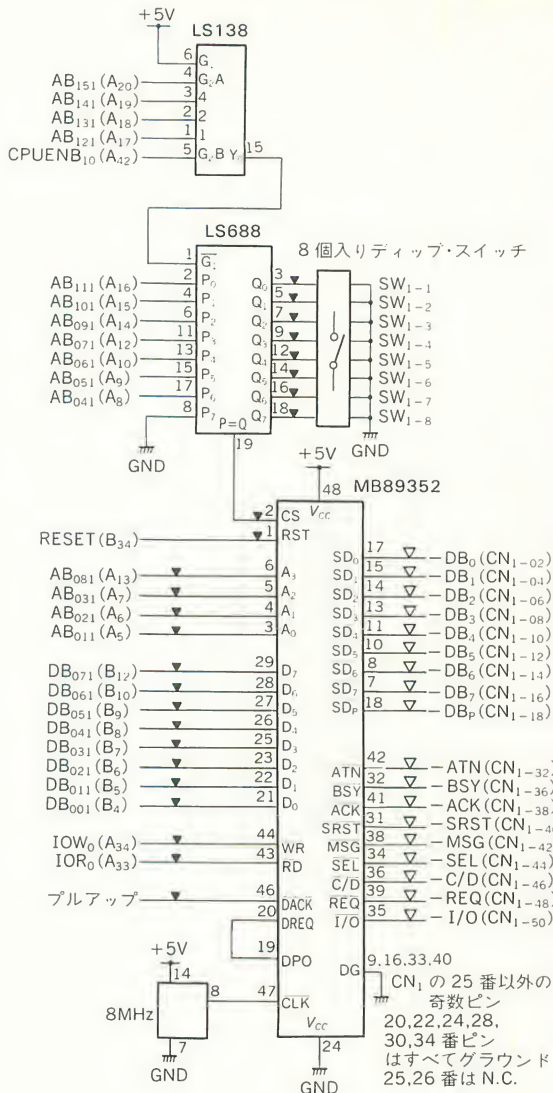 +5V
LS138
6 G₁
AB₁₅₁(A₂₀) 4 G₂A
AB₁₄₁(A₁₉) 3 4
AB₁₃₁(A₁₈) 2 2
AB₁₂₁(A₁₇) 1 1
CPUENB₁₀(A₄₂) 5 G₂B Y₀ 15
LS688
8個入りディップ・スイッチ
1 G₁
AB₁₁₁(A₁₆) 2 P₀ Q₀ 3 SW₁₋₁
AB₁₀₁(A₁₅) 4 P₁ Q₁ 5 SW₁₋₂
AB₀₉₁(A₁₄) 6 P₂ Q₂ 7 SW₁₋₃
AB₀₇₁(A₁₂) 11 P₃ Q₃ 9 SW₁₋₄
AB₀₆₁(A₁₀) 13 P₄ Q₄ 12 SW₁₋₅
AB₀₅₁(A₉) 15 P₅ Q₅ 14 SW₁₋₆
AB₀₄₁(A₈) 17 P₆ Q₆ 16 SW₁₋₇
8 P₇ Q₇ 18 SW₁₋₈
P=Q
19
GND
GND
+5V
48
MB89352
Vcc
2 CS
RESET(B₃₄) 1 RST
AB₀₈₁(A₁₃) 6 A₃
AB₀₃₁(A₇) 5 A₂
AB₀₂₁(A₆) 4 A₁
AB₀₁₁(A₅) 3 A₀
DB₀₇₁(B₁₂) 29 D₇
DB₀₆₁(B₁₀) 28 D₆
DB₀₅₁(B₉) 27 D₅
DB₀₄₁(B₈) 26 D₄
DB₀₃₁(B₇) 25 D₃
DB₀₂₁(B₆) 23 D₂
DB₀₁₁(B₅) 22 D₁
DB₀₀₁(B₄) 21 D₀
IOW₀(A₃₄) 44 WR
IOR₀(A₃₃) 43 RD
プルアップ 46 DACK
20 DREQ
19 DPO
47 CLK
SD₀ 17 DB₀(CN₁₋₀₂)
SD₁ 15 DB₁(CN₁₋₀₄)
SD₂ 14 DB₂(CN₁₋₀₆)
SD₃ 13 DB₃(CN₁₋₀₈)
SD₄ 11 DB₄(CN₁₋₁₀)
SD₅ 10 DB₅(CN₁₋₁₂)
SD₆ 8 DB₆(CN₁₋₁₄)
SD₇ 7 DB₇(CN₁₋₁₆)
SDP 18 DBP(CN₁₋₁₈)
ATN 42 ATN(CN₁₋₃₂)
BSY 32 BSY(CN₁₋₃₆)
ACK 41 ACK(CN₁₋₃₈)
SRST 31 SRST(CN₁₋₄
MSG 38 MSG(CN₁₋₄₂
SEL 34 SEL(CN₁₋₄₄)
C/D 36 C/D(CN₁₋₄₆)
REQ 39 REQ(CN₁₋₄₈)
I/O 35 I/O(CN₁₋₅₀)
DG 9.16.33.40
Vcc
24
GND
+5V
14
8MHz 8
7
GND
CN₁の25番以外の
奇数ピン
20,22,24,28,
30,34番ピン
はすべてグラウンド
25,26番はN.C.